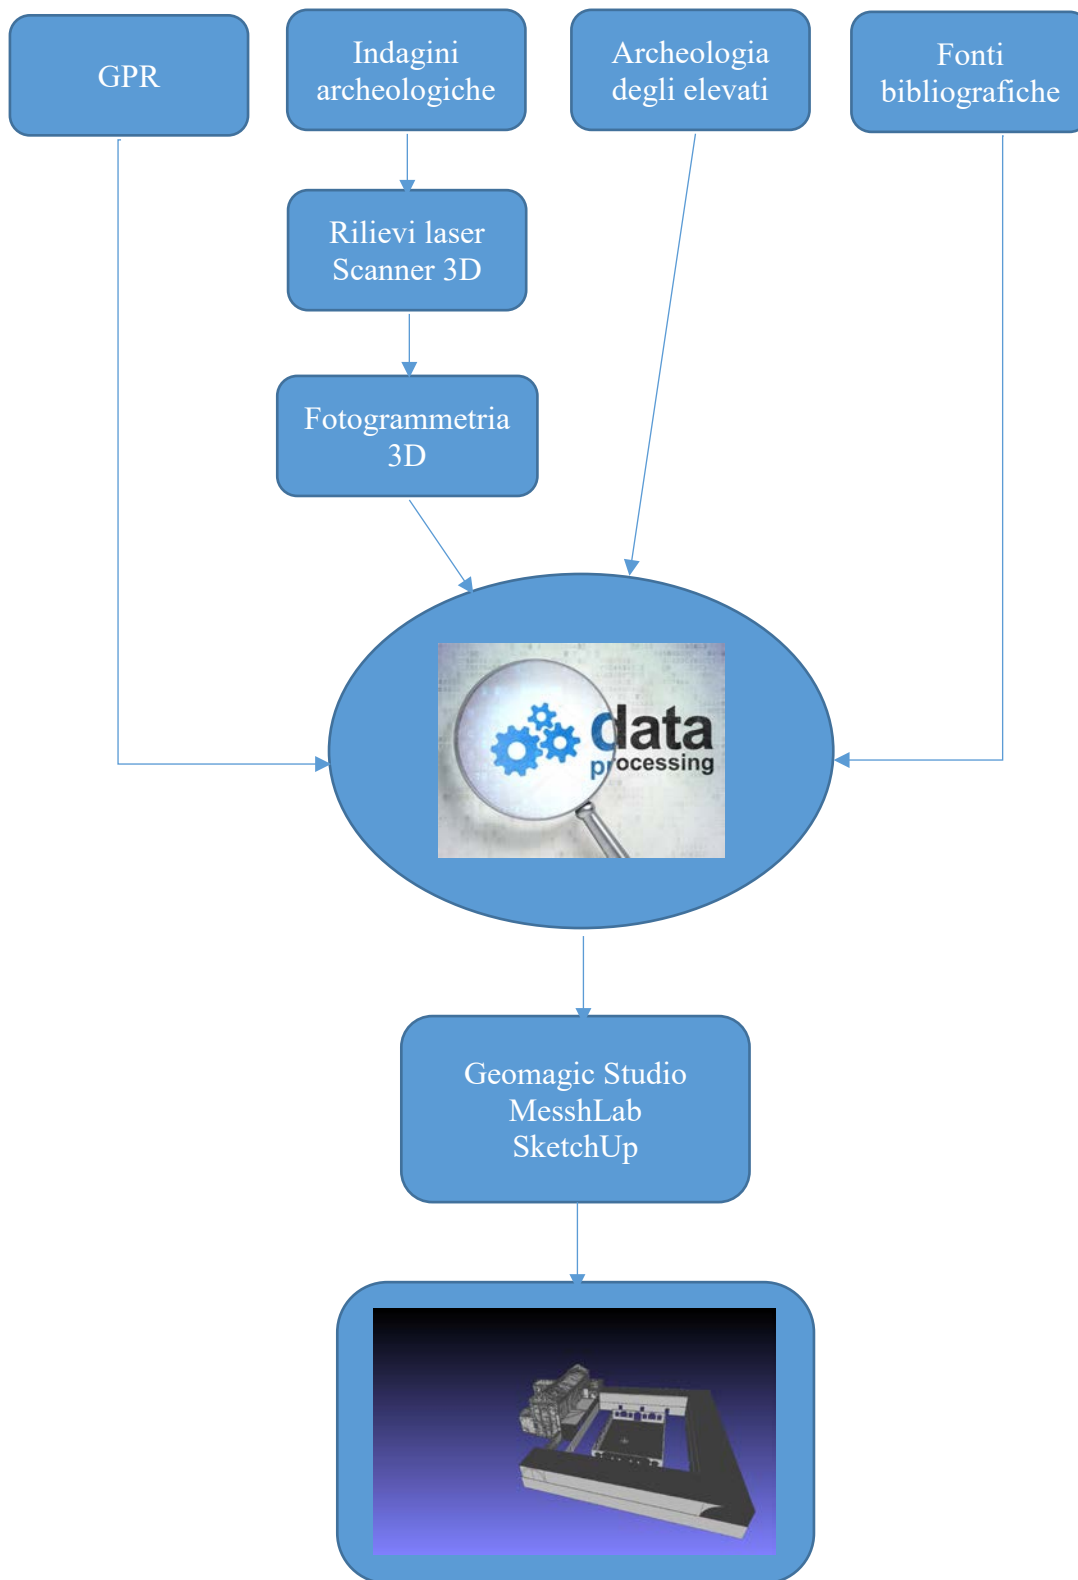 GPR
Indagini
archeologiche
Archeologia
degli elevati
Fonti
bibliografiche
Rilievi laser
Scanner 3D
Fotogrammetria
3D
data
processing
Geomagic Studio
MesshLab
SketchUp